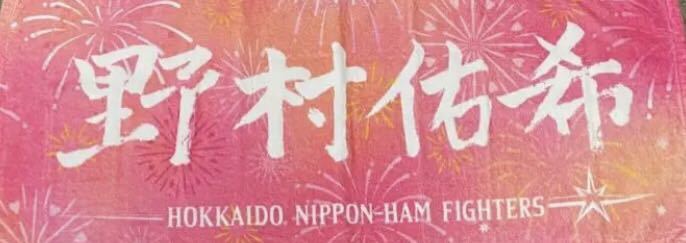 野村佑希
HOKKAIDO NIPPON-HAM FIGHTERS